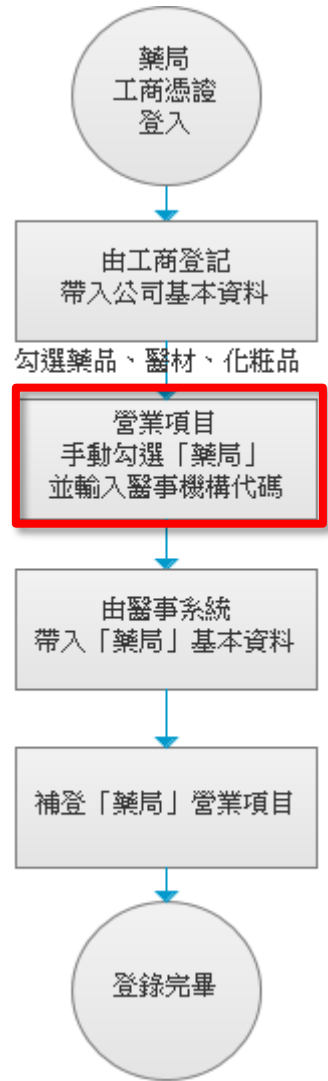 藥局
工商憑證
登入
由工商登記
帶入公司基本資料
勾選藥品、醫材、化粧品
營業項目
手動勾選「藥局」
並輸入醫事機構代碼
由醫事系統
帶入「藥局」基本資料
補登「藥局」營業項目
登錄完畢